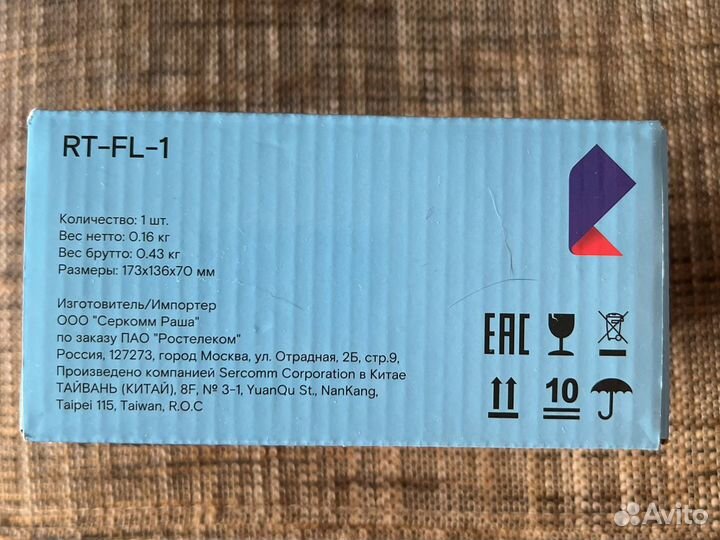 RT-FL-1
Количество: 1 шт.
Вес нетто: 0.16 кг
Вес брутто: 0.43 кг
Размеры: 173x136x70 мм
Изготовитель/Импортер
ООО "Серкомм Раша"
по заказу ПАО "Ростелеком"
Россия, 127273, город Москва, ул. Отрадная, 2Б, стр.9,
Произведено компанией Sercomm Corporation в Китае
ТАЙВАНЬ (КИТАЙ), 8F, № 3-1, YuanQu St., NanKang,
Taipei 115, Taiwan, R.O.C
EAC
10
Avito